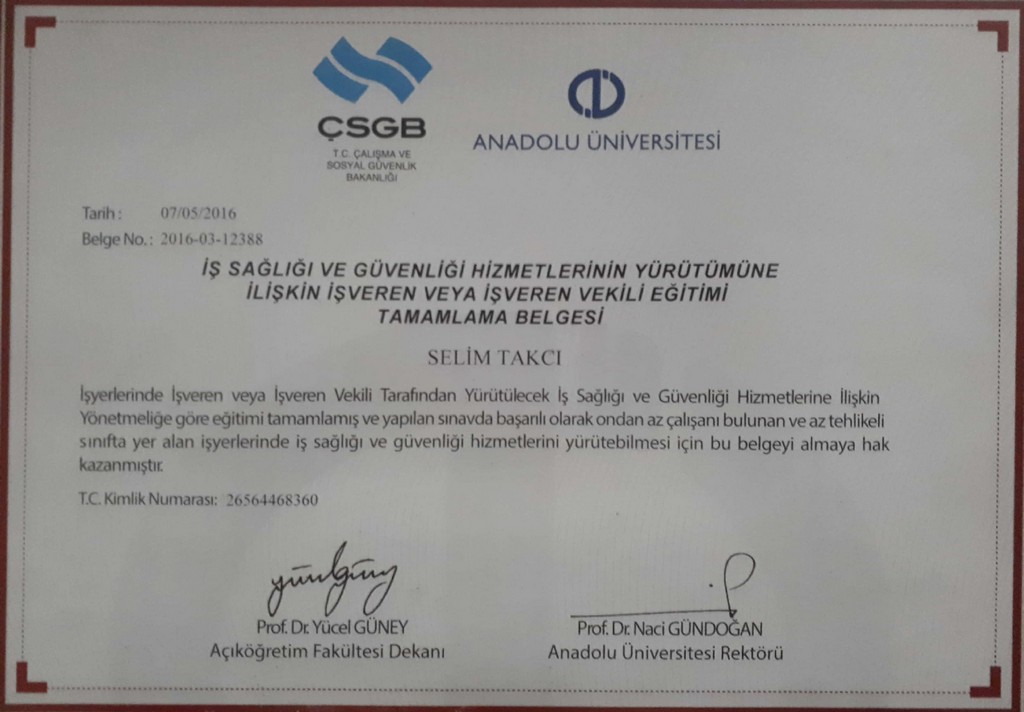 ÇSGB
T.C. ÇALIŞMA VE
SOSYAL GÜVENLİK
BAKANLIĞI
ANADOLU ÜNİVERSİTESİ
Tarih : 07/05/2016
Belge No. : 2016-03-12388
İŞ SAĞLIĞI VE GÜVENLİĞİ HİZMETLERİNİN YÜRÜTÜMÜNE
İLİŞKİN İŞVEREN VEYA İŞVEREN VEKİLİ EĞİTİMİ
TAMAMLAMA BELGESİ
SELİM TAKCI
İşyerlerinde İşveren veya İşveren Vekili Tarafından Yürütülecek İş Sağlığı ve Güvenliği Hizmetlerine İlişkin
Yönetmeliğe göre eğitimi tamamlamış ve yapılan sınavda başarılı olarak ondan az çalışanı bulunan ve az tehlikeli
sınıfta yer alan işyerlerinde iş sağlığı ve güvenliği hizmetlerini yürütebilmesi için bu belgeyi almaya hak
kazanmıştır.
T.C. Kimlik Numarası: 26564468360
Prof. Dr. Yücel GÜNEY
Açıköğretim Fakültesi Dekanı
Prof. Dr. Naci GÜNDOĞAN
Anadolu Üniversitesi Rektörü